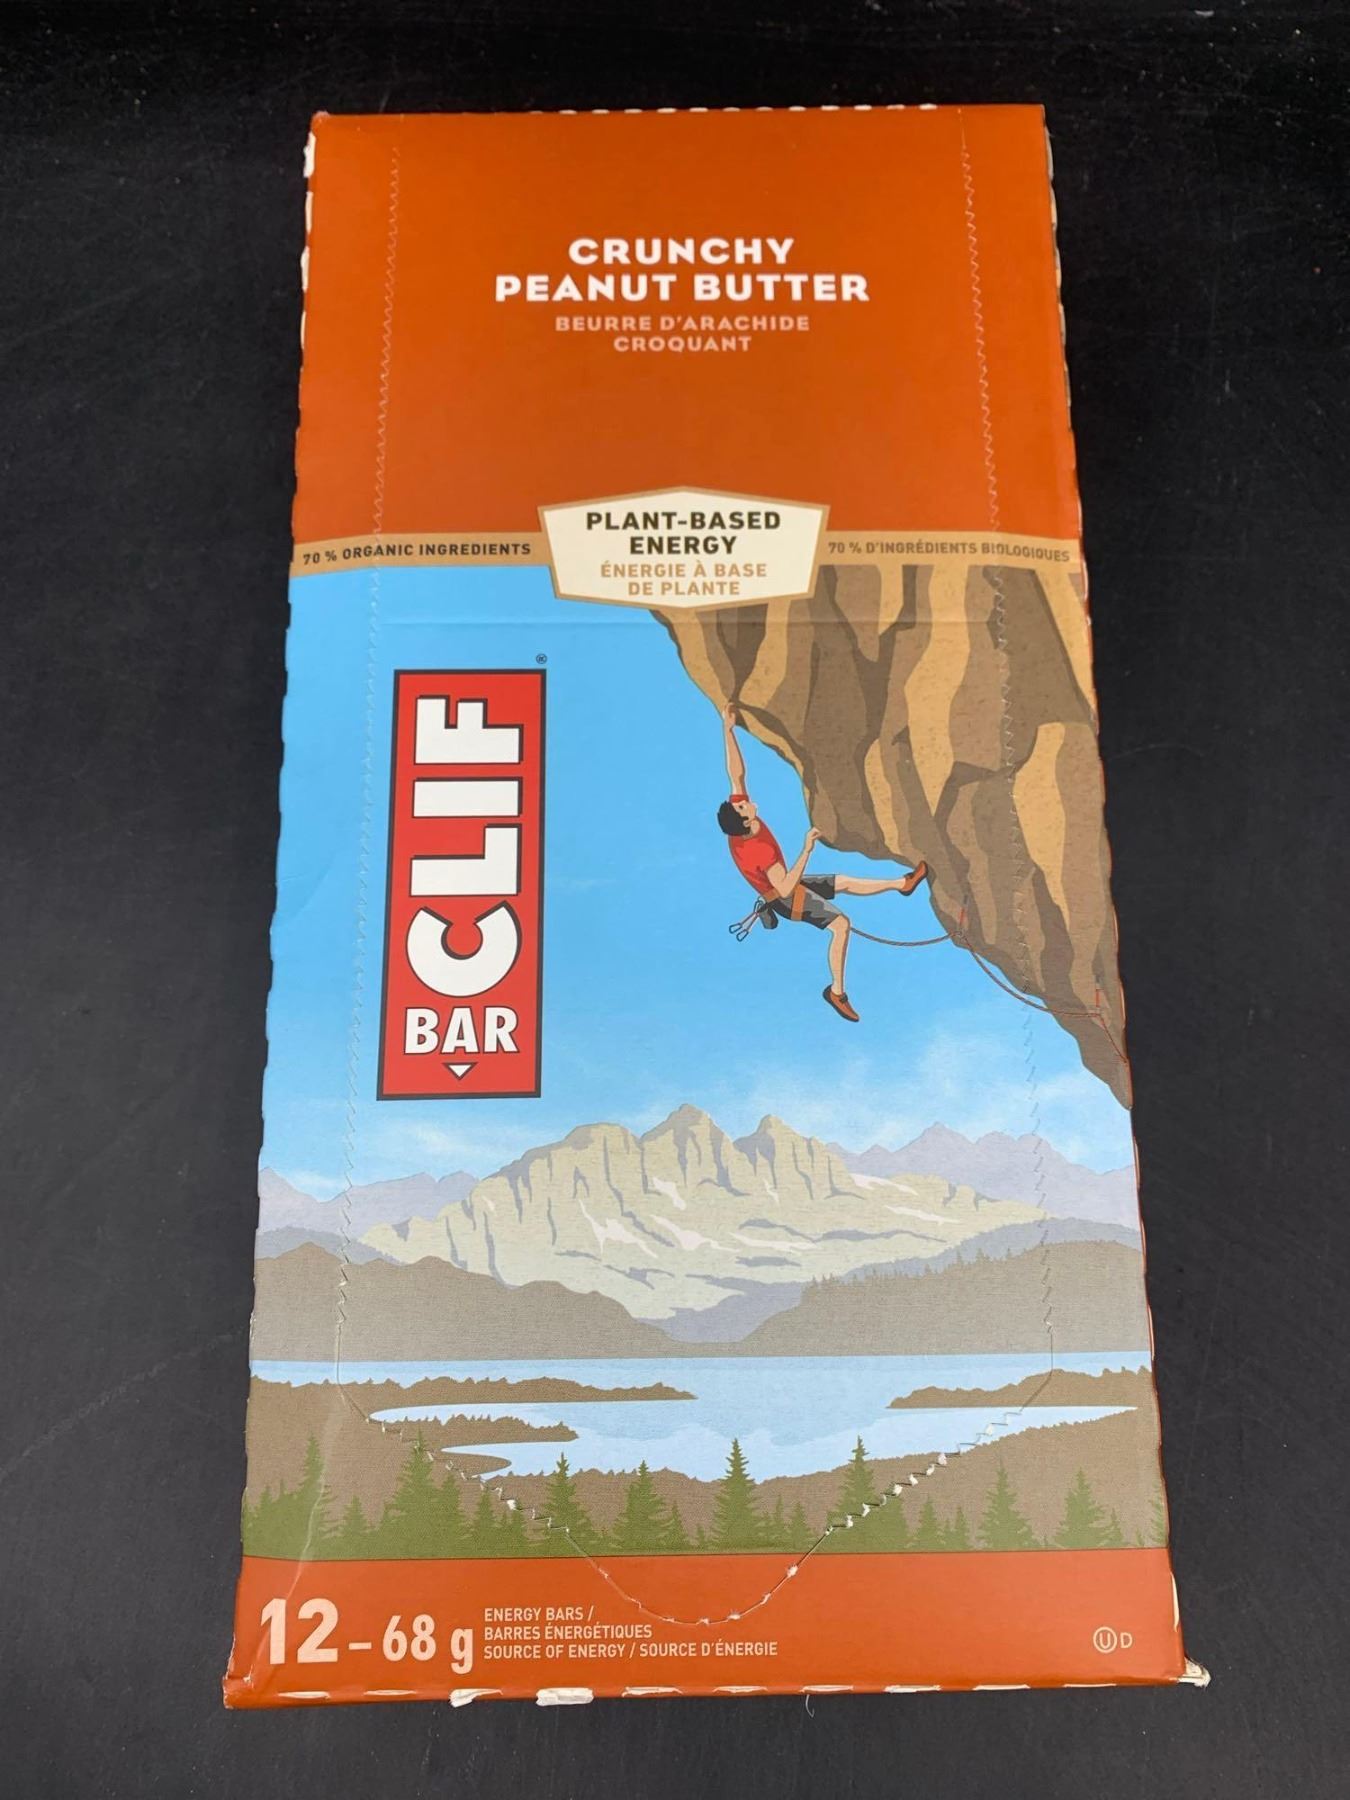 CRUNCHY
PEANUT BUTTER
BEURRE D'ARACHIDE
CROQUANT
PLANT-BASED
ENERGY
ÉNERGIE À BASE
DE PLANTE
70 % ORGANIC INGREDIENTS
70 % D'INGRÉDIENTS BIOLOGIQUES
CLIF®
BAR
12 – 68 g
ENERGY BARS /
BARRES ÉNERGÉTIQUES
SOURCE OF ENERGY / SOURCE D'ÉNERGIE
Ⓤ D